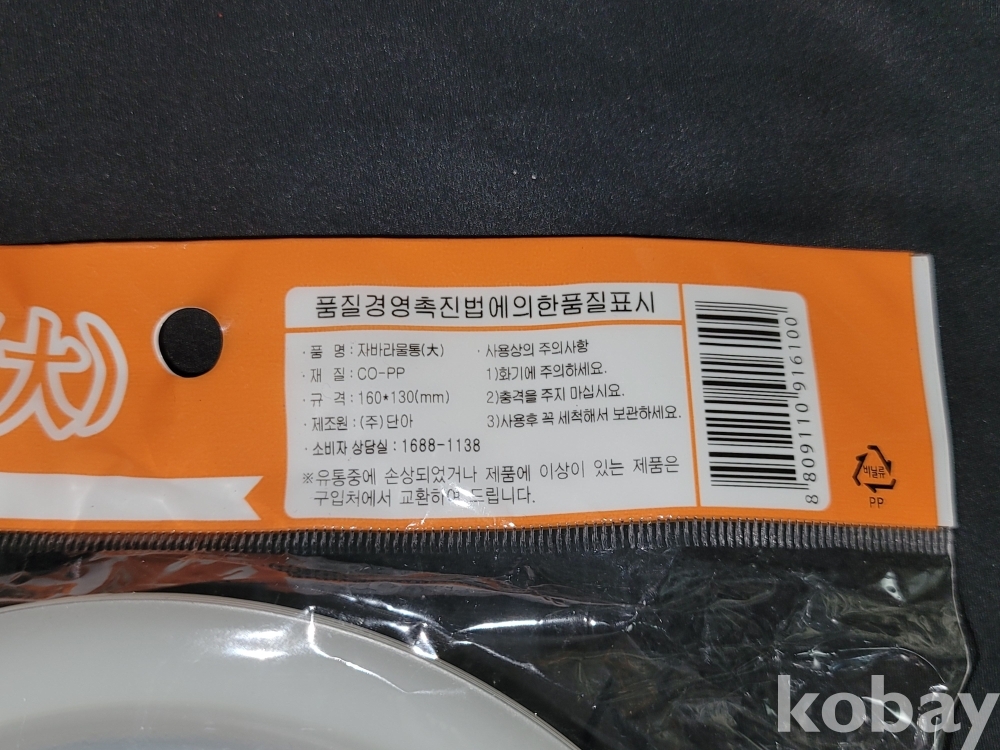 (大)
품질경영촉진법에의한품질표시
· 품 명 : 자바라물통(大)
· 재 질 : CO-PP
· 규 격 : 160*130(mm)
· 제조원 : (주)단아
· 소비자 상담실 : 1688-1138
· 사용상의 주의사항
1)화기에 주의하세요.
2)충격을 주지 마십시요.
3)사용후 꼭 세척해서 보관하세요.
※유통중에 손상되었거나 제품에 이상이 있는 제품은
구입처에서 교환하여 드립니다.
8 809110 916100
비닐류
PP
kobay